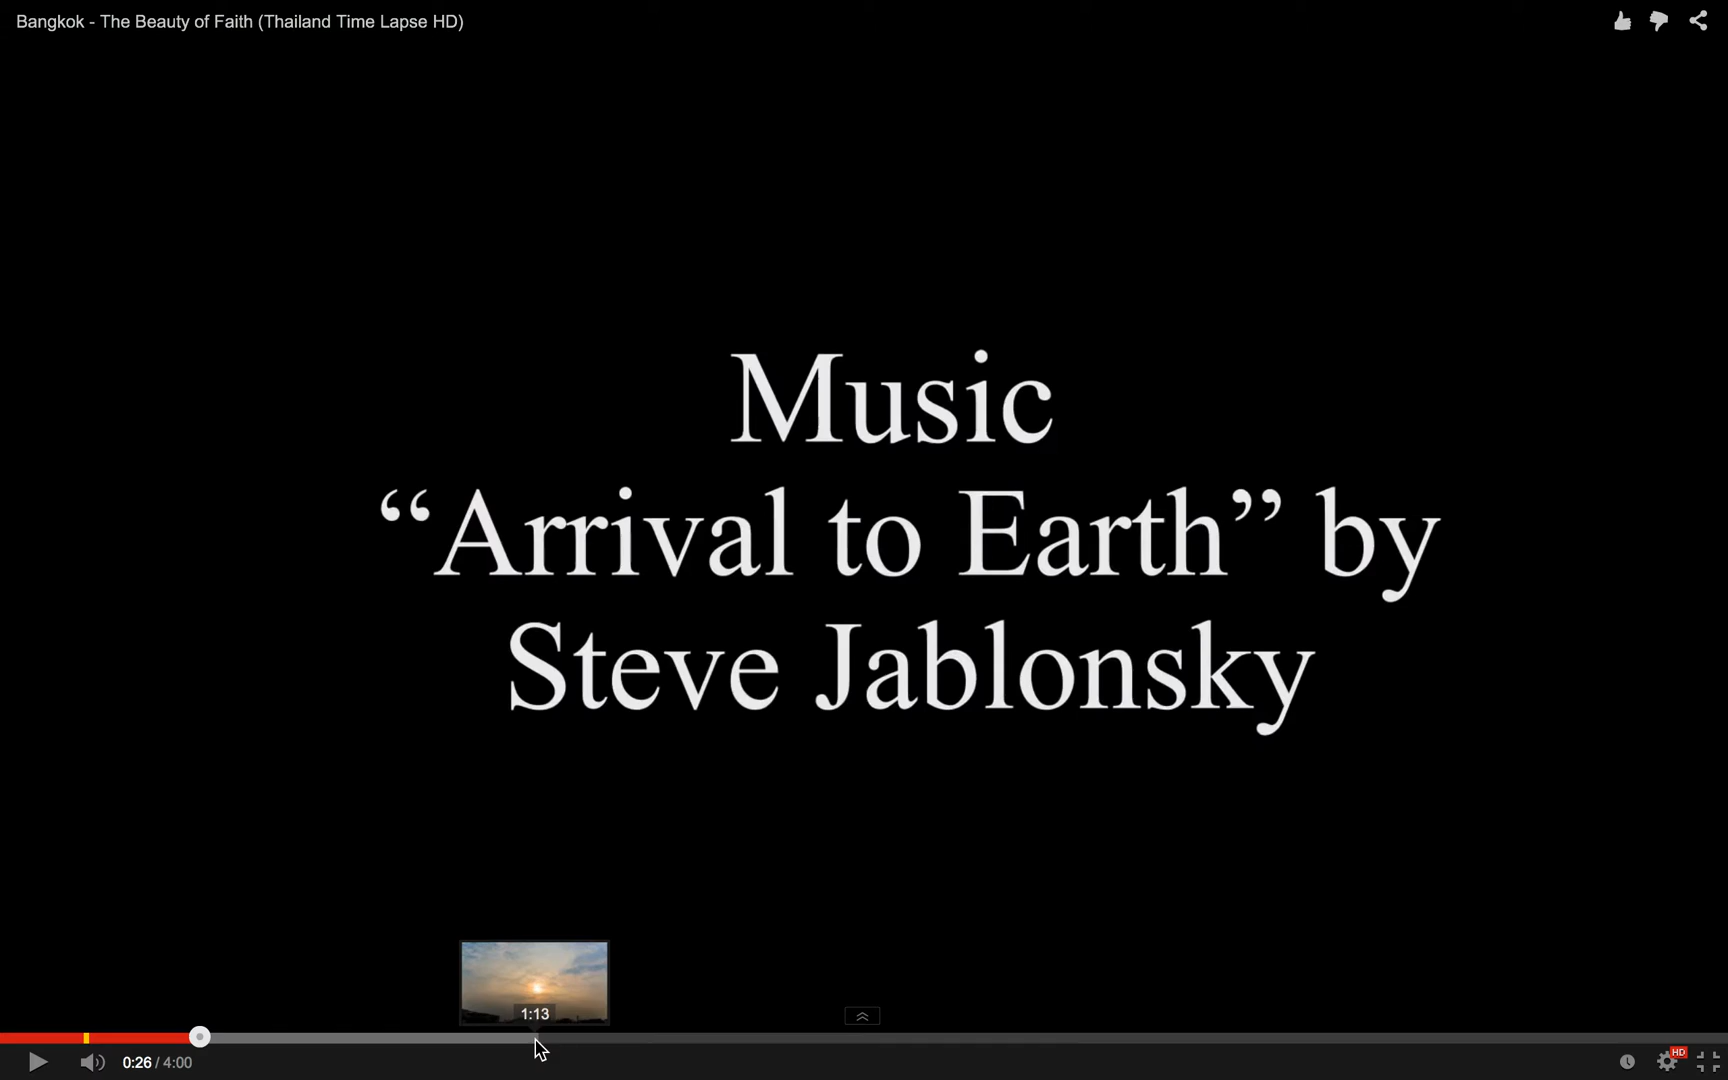 Bangkok - The Beauty of Faith (Thailand Time Lapse HD)
Music
“Arrival to Earth” by
Steve Jablonsky
1:13
0:26 / 4:00
HD